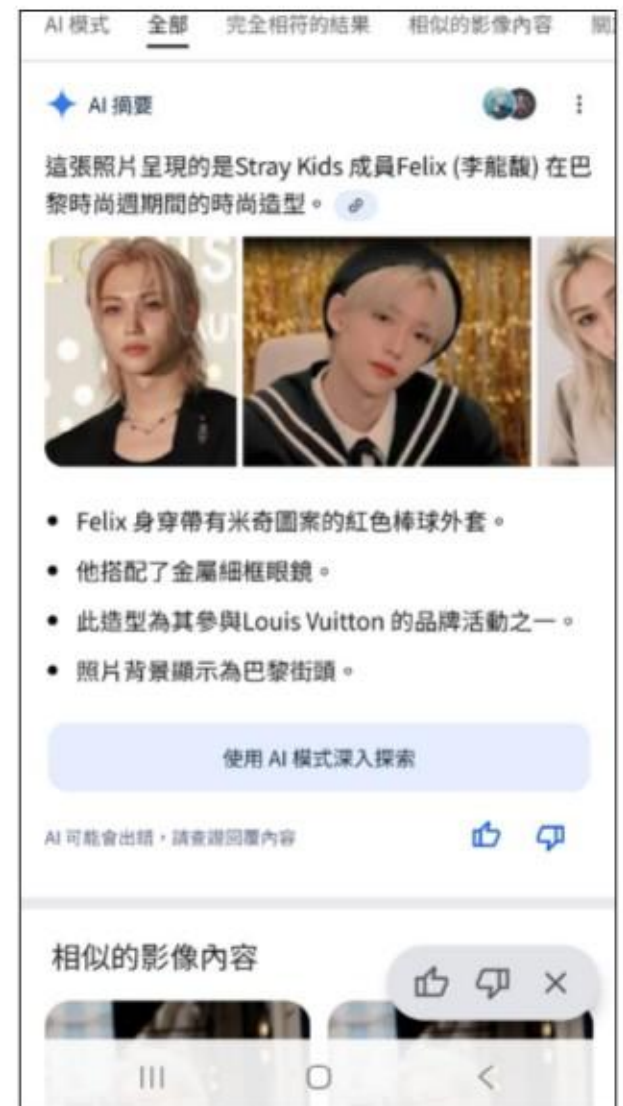 AI 模式 全部 完全相符的結果 相似的影像內容
AI 摘要
這張照片呈現的是Stray Kids 成員Felix (李龍馥) 在巴
黎時尚週期間的時尚造型。
Felix 身穿帶有米奇圖案的紅色棒球外套。
他搭配了金屬細框眼鏡。
此造型為其參與Louis Vuitton 的品牌活動之一。
照片背景顯示為巴黎街頭。
使用 AI 模式深入探索
AI 可能會出錯,請查證回覆內容
相似的影像內容